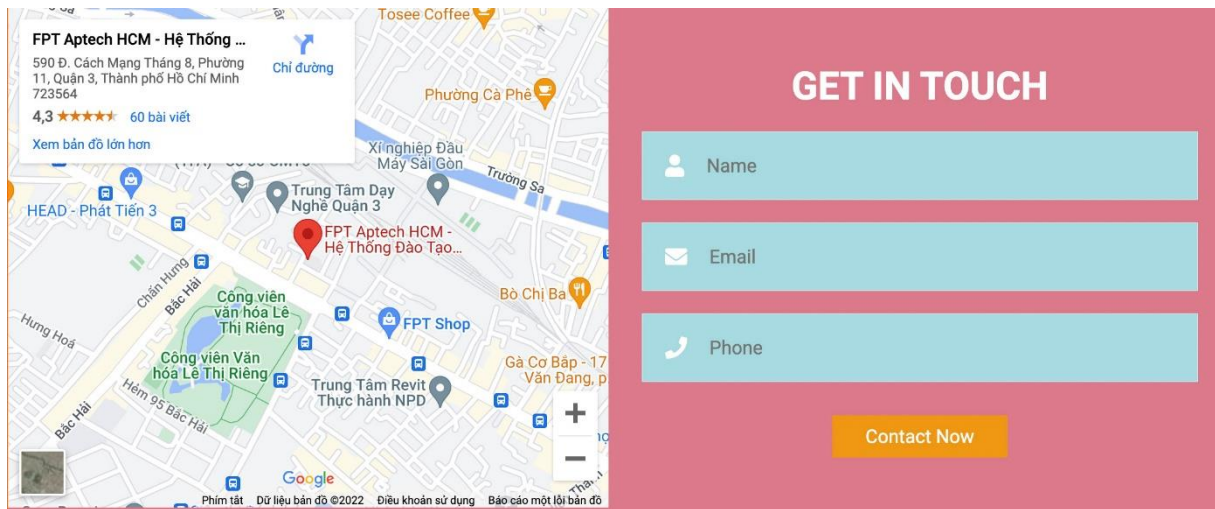 Tosee Coffee
FPT Aptech HCM - Hệ Thống ...
590 Đ. Cách Mạng Tháng 8, Phường
11, Quận 3, Thành phố Hồ Chí Minh
723564
Chỉ đường
4,3
60 bài viết
Xem bản đồ lớn hơn
Phường Cà Phê
Xí nghiệp Đầu
Máy Sài Gòn
Trường Sa
Trung Tâm Dạy
Nghề Quận 3
HEAD - Phát Tiến 3
FPT Aptech HCM -
Hệ Thống Đào Tạo...
Chấn Hưng
Bắc Hải
Bò Chị Ba
Công viên
văn hóa Lê
Thị Riêng
FPT Shop
Hưng Hoá
Công viên Văn
hóa Lê Thị Riêng
Gà Cơ Bắp - 17
Văn Đang, p
Hẻm 95 Bắc Hải
Trung Tâm Revit
Thực hành NPD
Bắc Hải
+
−
Google
Phím tắt
Dữ liệu bản đồ ©2022
Điều khoản sử dụng
Báo cáo một lỗi bản đồ
GET IN TOUCH
Name
Email
Phone
Contact Now